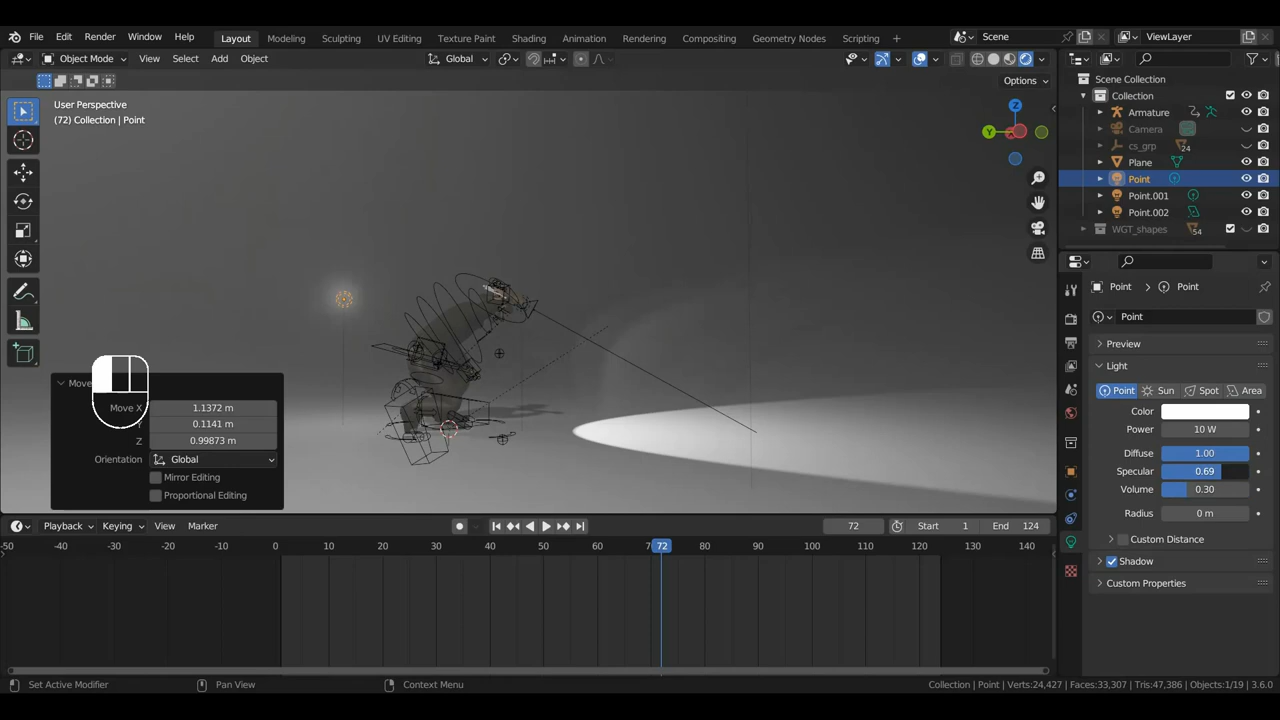 File Edit Render Window Help Layout Modeling Sculpting UV Editing Texture Paint Shading Animation Rendering Compositing Geometry Nodes Scripting + Scene ViewLayer
Object Mode View Select Add Object Global
Options
User Perspective
(72) Collection | Point
Z
Y
Scene Collection
Collection
Armature
Camera
cs_grp 24
Plane
Point
Point.001
Point.002
WGT_shapes 54
Point Point
Point
Preview
Light
Point Sun Spot Area
Color
Power 10 W
Diffuse 1.00
Specular 0.69
Volume 0.30
Radius 0 m
Custom Distance
Shadow
Custom Properties
Move
Move X 1.1372 m
Y 0.1141 m
Z 0.99873 m
Orientation Global
Mirror Editing
Proportional Editing
Playback Keying View Marker 72 Start 1 End 124
-50 -40 -30 -20 -10 0 10 20 30 40 50 60 7 72 80 90 100 110 120 130 140
Set Active Modifier Pan View Context Menu Collection | Point | Verts:24,427 | Faces:33,307 | Tris:47,386 | Objects:1/19 | 3.6.0